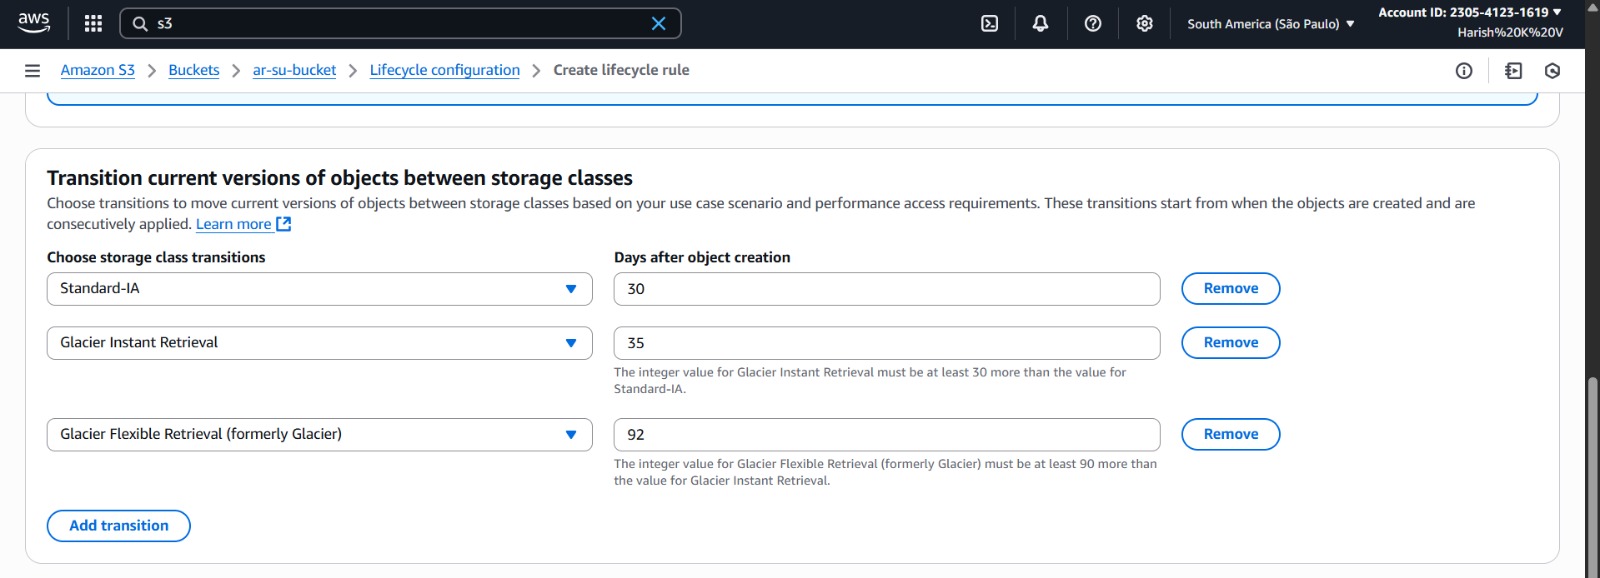 aws
s3
South America (São Paulo)
Account ID: 2305-4123-1619
Harish%20K%20V
Amazon S3 > Buckets > ar-su-bucket > Lifecycle configuration > Create lifecycle rule
Transition current versions of objects between storage classes
Choose transitions to move current versions of objects between storage classes based on your use case scenario and performance access requirements. These transitions start from when the objects are created and are
consecutively applied. Learn more
Choose storage class transitions
Days after object creation
Standard-IA
30
Remove
Glacier Instant Retrieval
35
Remove
The integer value for Glacier Instant Retrieval must be at least 30 more than the value for
Standard-IA.
Glacier Flexible Retrieval (formerly Glacier)
92
Remove
The integer value for Glacier Flexible Retrieval (formerly Glacier) must be at least 90 more than
the value for Glacier Instant Retrieval.
Add transition